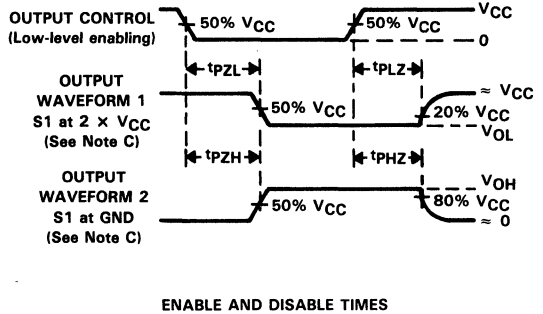 OUTPUT CONTROL
(Low-level enabling)
50% VCC
50% VCC
VCC
0
tPZL
tPLZ
OUTPUT
WAVEFORM 1
S1 at 2 × VCC
(See Note C)
50% VCC
≈ VCC
20% VCC
VOL
tPZH
tPHZ
OUTPUT
WAVEFORM 2
S1 at GND
(See Note C)
50% VCC
VOH
80% VCC
≈ 0
ENABLE AND DISABLE TIMES